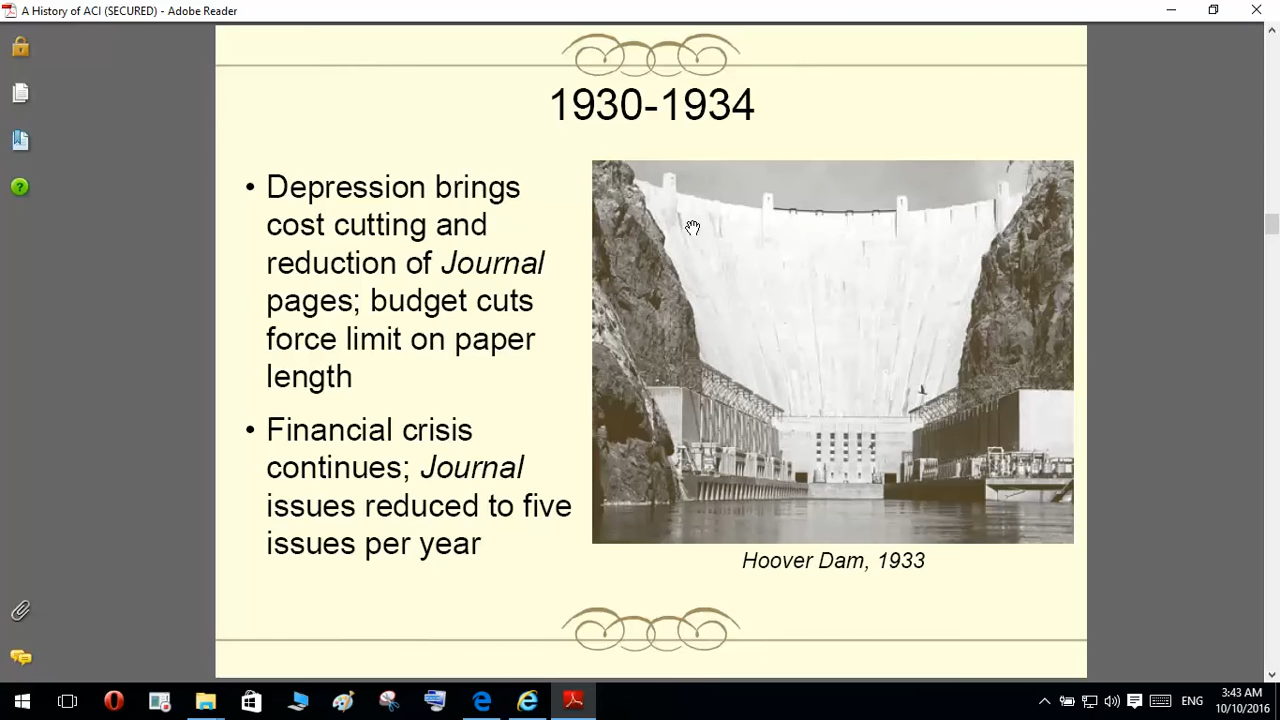 A History of ACI (SECURED) - Adobe Reader
1930-1934
• Depression brings
cost cutting and
reduction of Journal
pages; budget cuts
force limit on paper
length
• Financial crisis
continues; Journal
issues reduced to five
issues per year
Hoover Dam, 1933
ENG
3:43 AM
10/10/2016